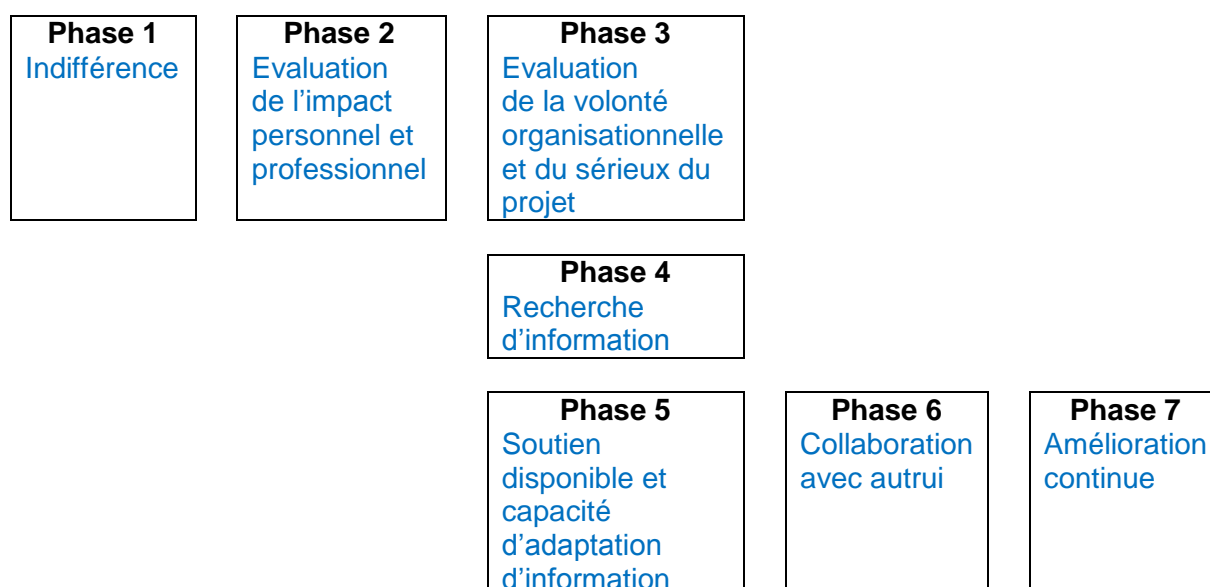 Phase 1
Indifférence
Phase 2
Evaluation
de l’impact
personnel et
professionnel
Phase 3
Evaluation
de la volonté
organisationnelle
et du sérieux du
projet
Phase 4
Recherche
d’information
Phase 5
Soutien
disponible et
capacité
d’adaptation
d’information
Phase 6
Collaboration
avec autrui
Phase 7
Amélioration
continue